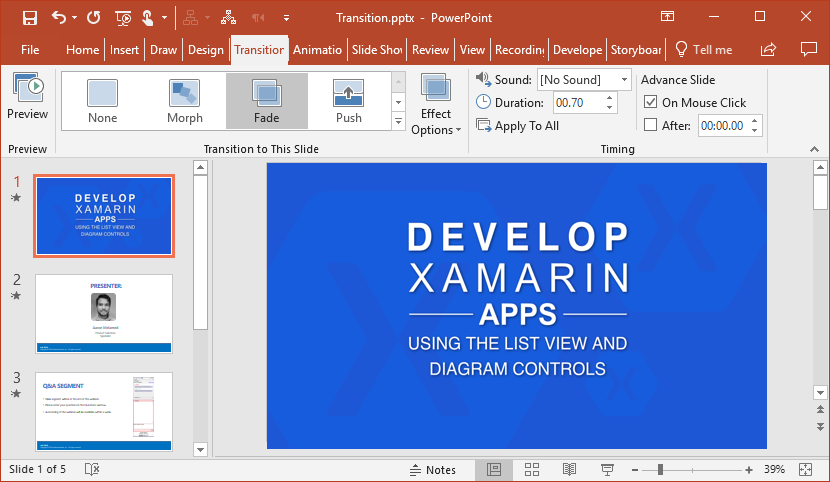 Transition.pptx - PowerPoint
File Home Insert Draw Design Transition Animatio Slide Show Review View Recording Develope Storyboar Tell me
Preview
None Morph Fade Push
Effect
Options
Sound: [No Sound]
Duration: 00.70
Apply To All
Advance Slide
On Mouse Click
After: 00:00.00
Preview Transition to This Slide Timing
1
DEVELOP
XAMARIN
APPS
USING THE LIST VIEW AND
DIAGRAM CONTROLS
2
PRESENTER:
3
Q&A SEGMENT
DEVELOP
XAMARIN
APPS
USING THE LIST VIEW AND
DIAGRAM CONTROLS
Slide 1 of 5 Notes 39%